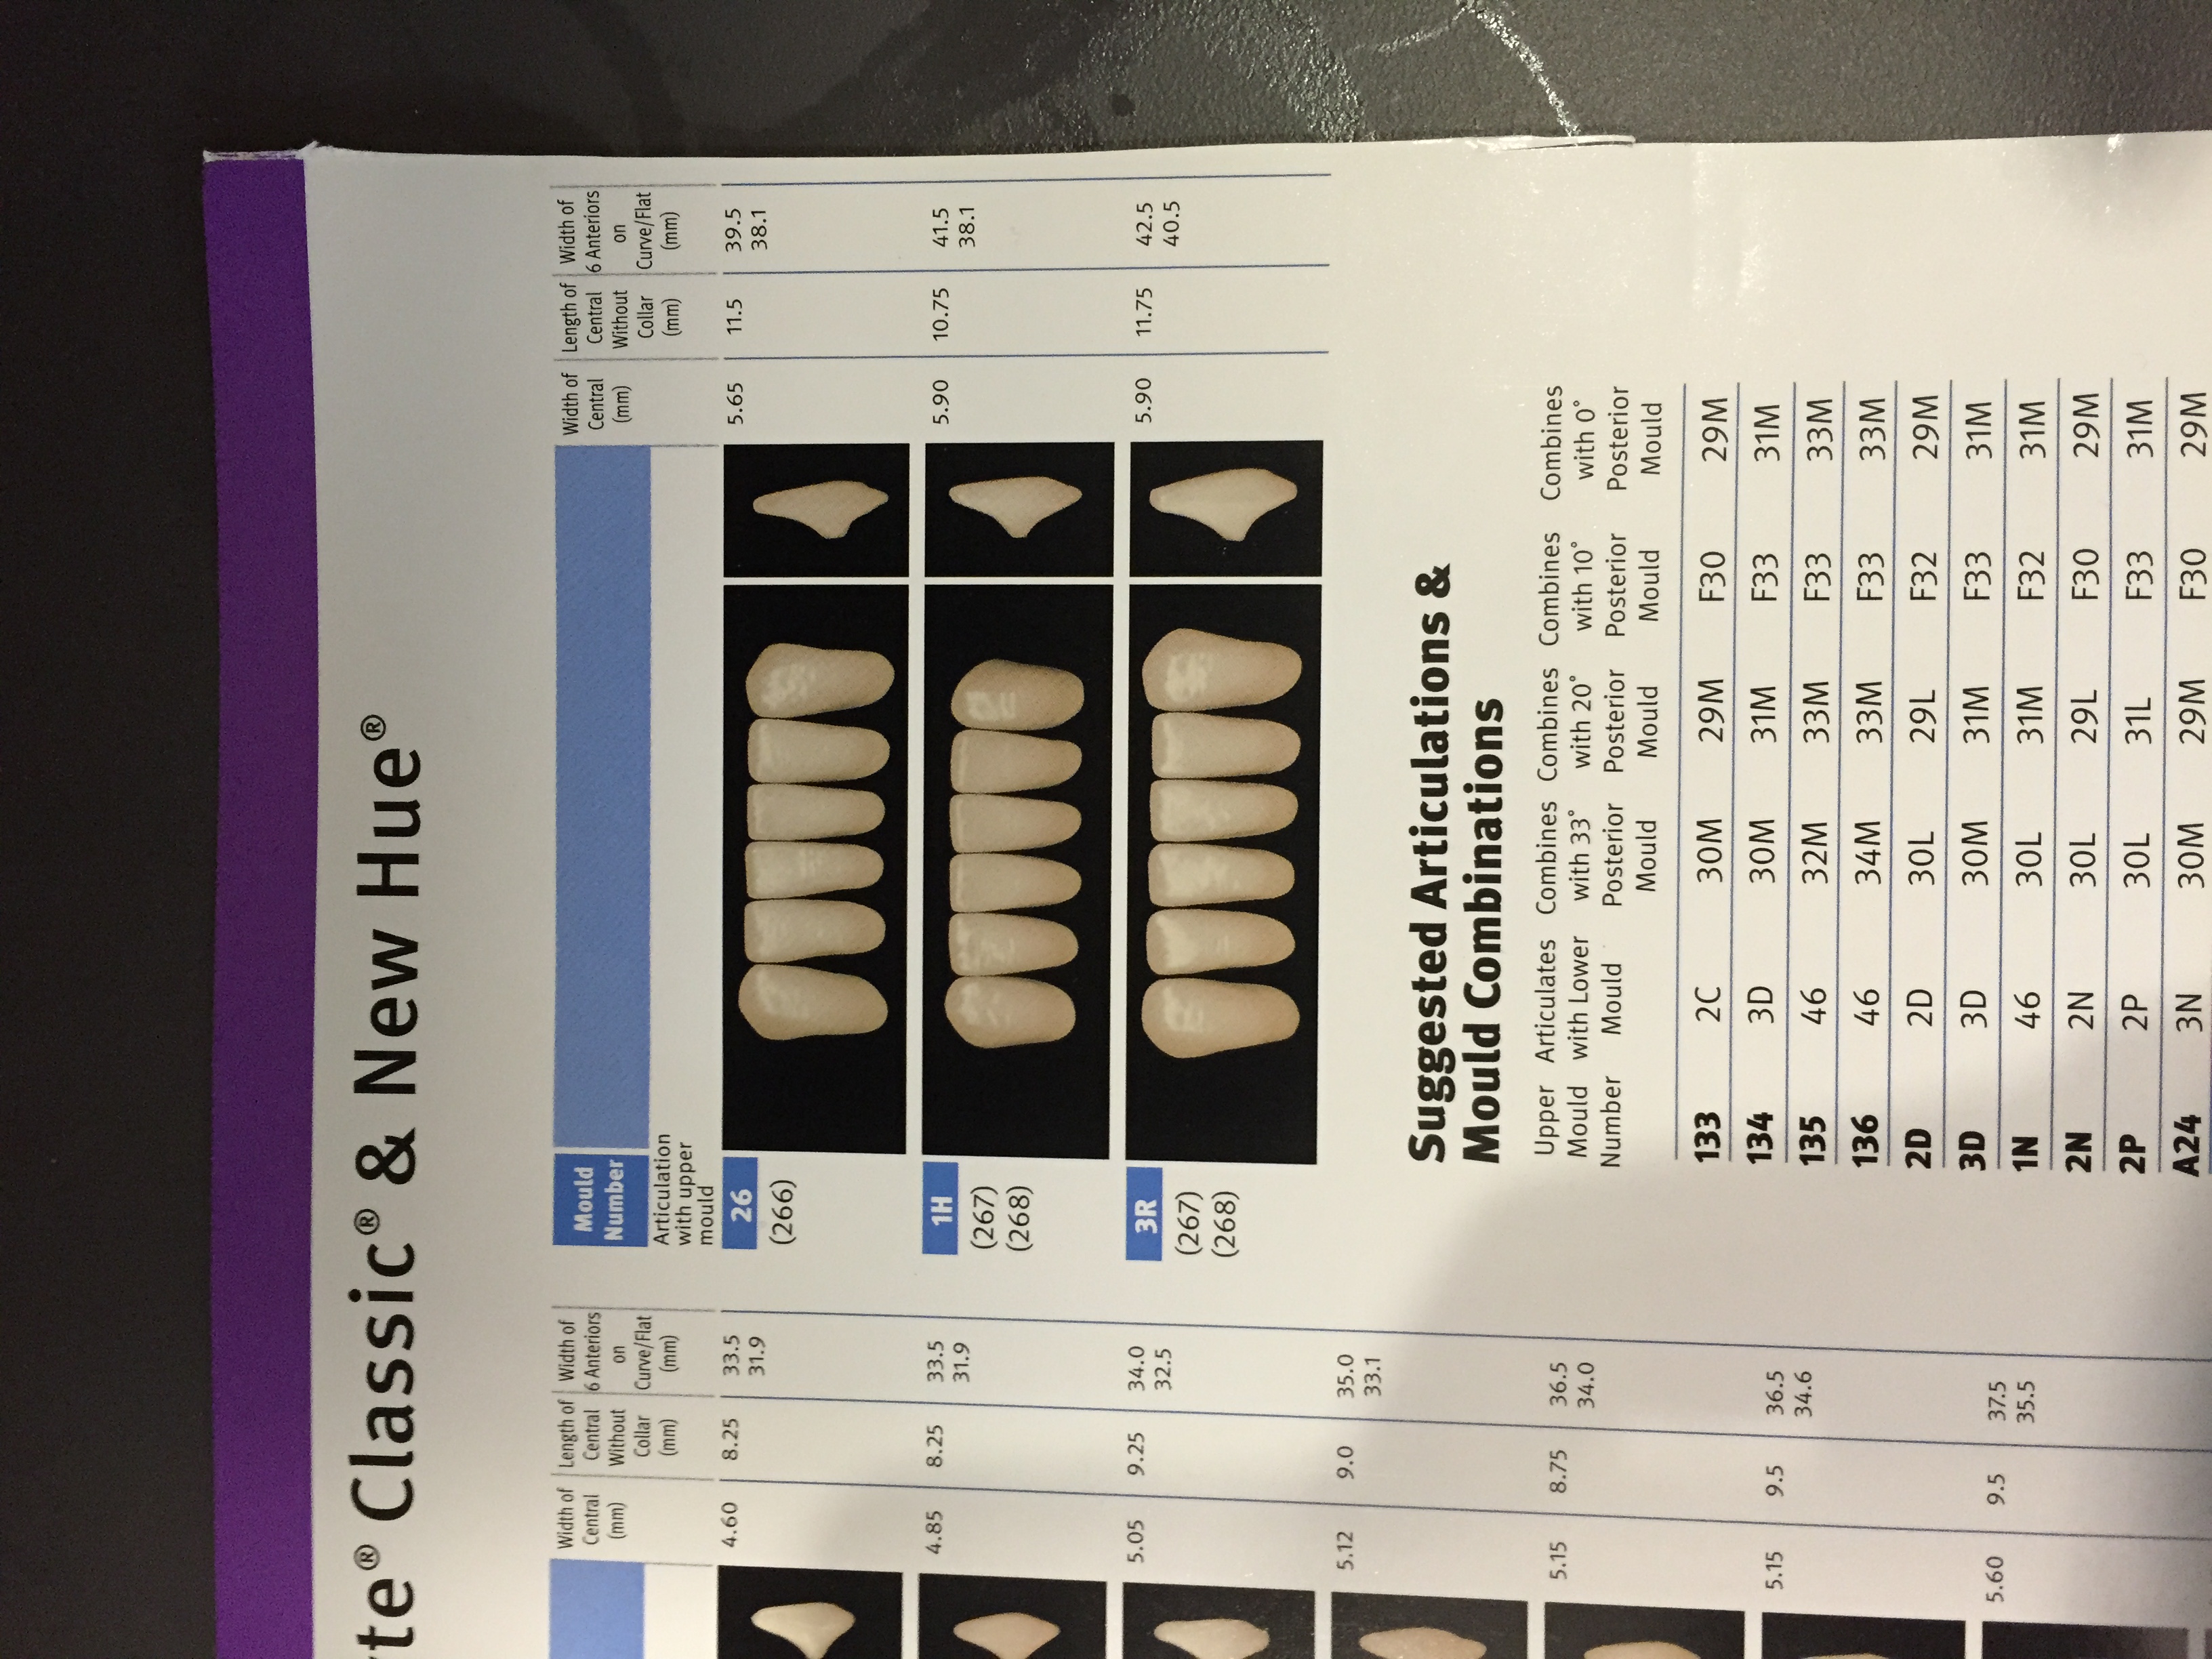 te® Classic® & New Hue®
Width of Central (mm)
Length of Central Without Collar (mm)
Width of 6 Anteriors on Curve/Flat (mm)
4.60 8.25 33.5
31.9
4.85 8.25 33.5
31.9
5.05 9.25 34.0
32.5
5.12 9.0 35.0
33.1
5.15 8.75 36.5
34.0
5.15 9.5 36.5
34.6
5.60 9.5 37.5
35.5
Mould
Number
Articulation
with upper
mould
Width of Central (mm)
Length of Central Without Collar (mm)
Width of 6 Anteriors on Curve/Flat (mm)
26 5.65 11.5 39.5
(266) 38.1
1H 5.90 10.75 41.5
(267) 38.1
(268)
3R 5.90 11.75 42.5
(267) 40.5
(268)
Suggested Articulations &
Mould Combinations
Upper Articulates Combines Combines Combines Combines
Mould with Lower with 33° with 20° with 10° with 0°
Number Mould Posterior Posterior Posterior Posterior
Mould Mould Mould Mould
133 2C 30M 29M F30 29M
134 3D 30M 31M F33 31M
135 46 32M 33M F33 33M
136 46 34M 33M F33 33M
2D 2D 30L 29L F32 29M
3D 3D 30M 31M F33 31M
1N 46 30L 31M F32 31M
2N 2N 30L 29L F30 29M
2P 2P 30L 31L F33 31M
A24 3N 30M 29M F30 29M